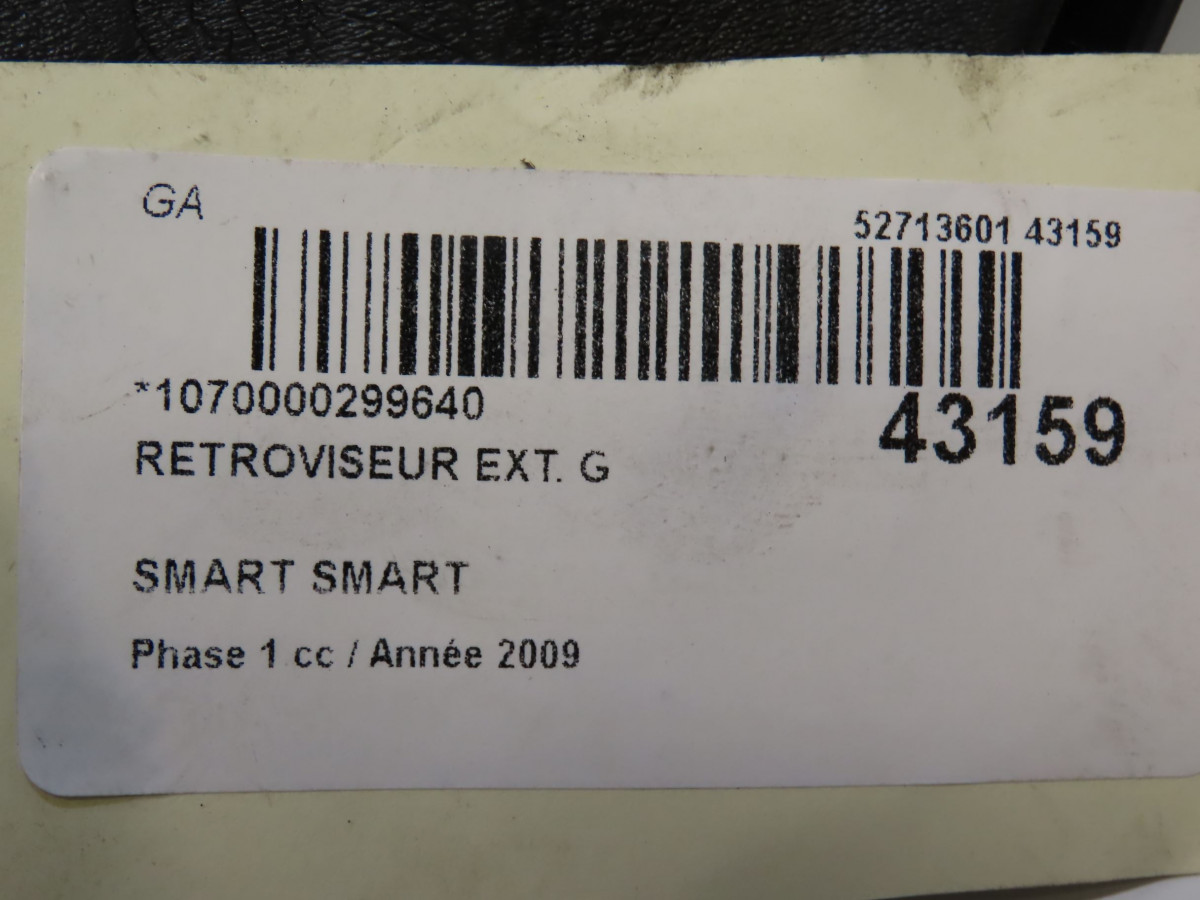 GA
52713601 43159
*1070000299640
43159
RETROVISEUR EXT. G
SMART SMART
Phase 1 cc / Année 2009